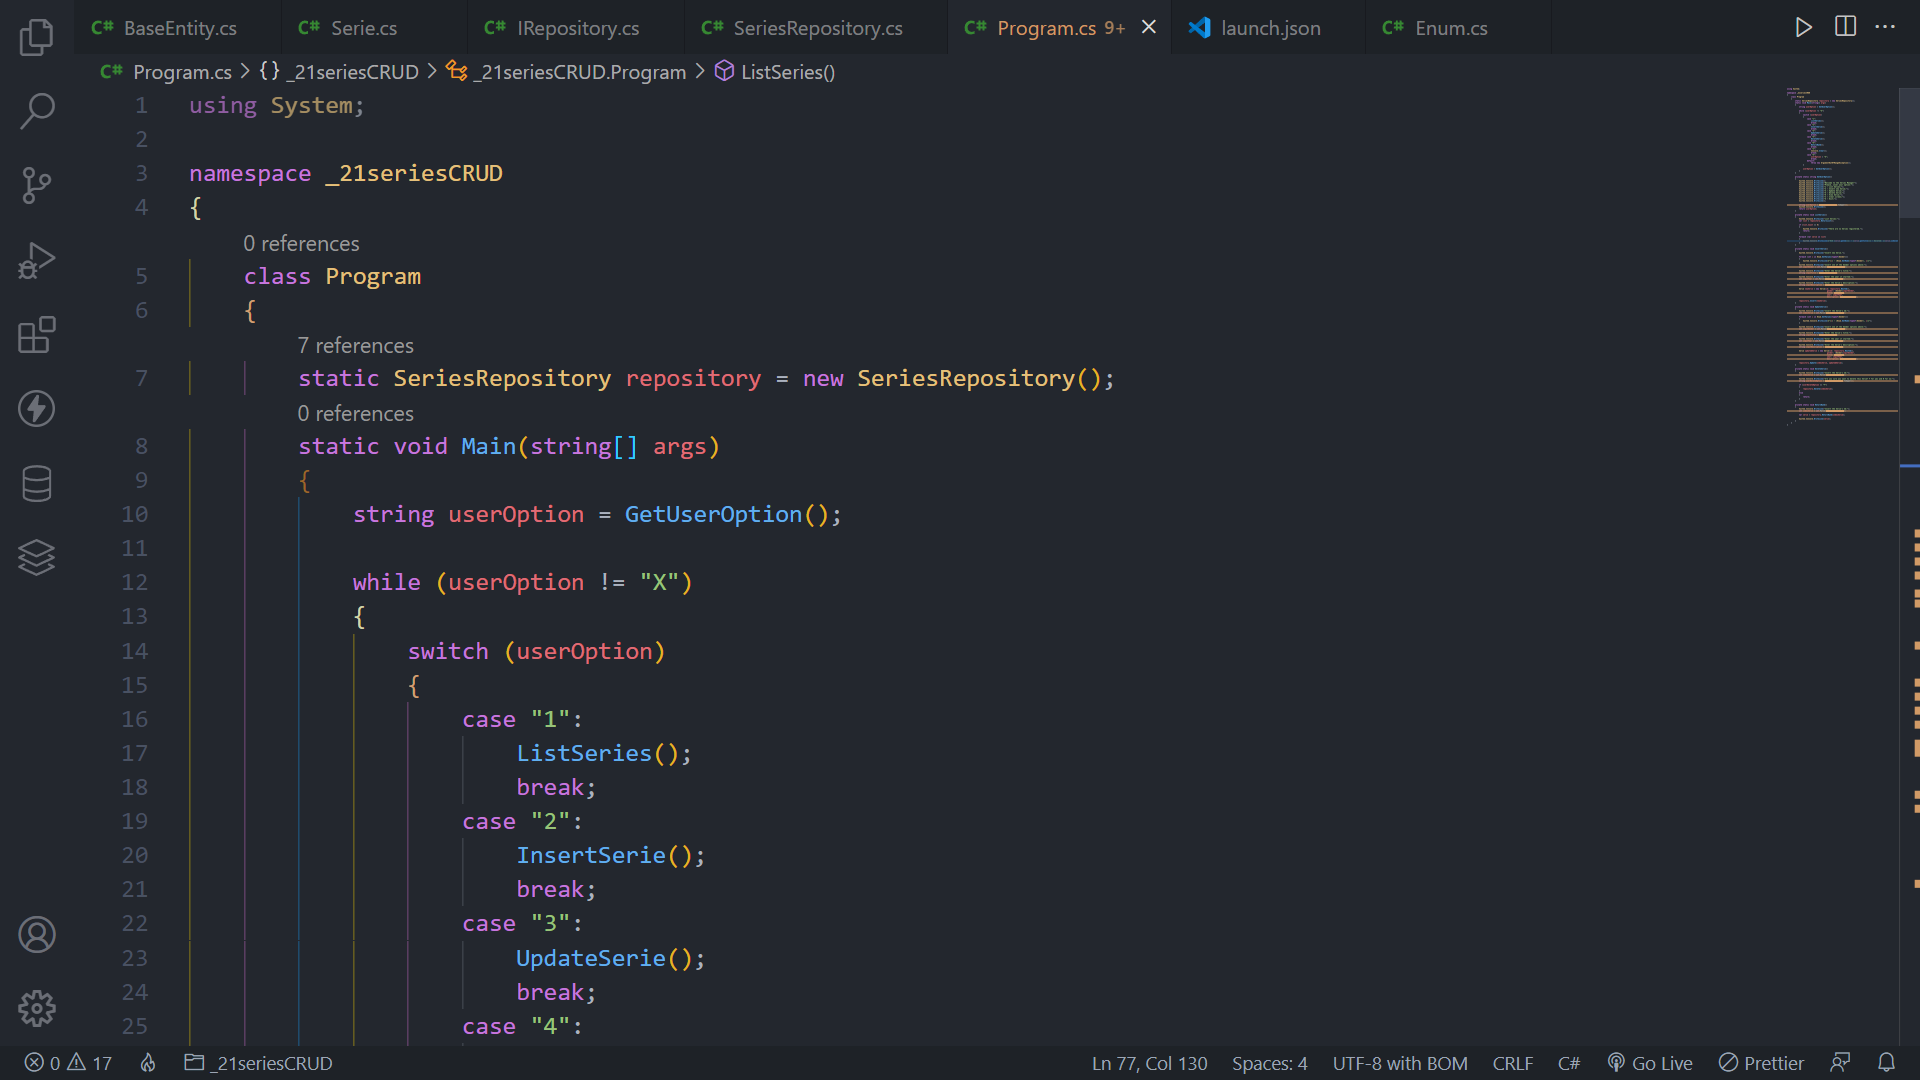 C# BaseEntity.cs C# Serie.cs C# IRepository.cs C# SeriesRepository.cs C# Program.cs 9+ launch.json C# Enum.cs
C# Program.cs > {} _21seriesCRUD > _21seriesCRUD.Program > ListSeries()
1 using System;
2
3 namespace _21seriesCRUD
4 {
0 references
5 class Program
6 {
7 references
7 static SeriesRepository repository = new SeriesRepository();
0 references
8 static void Main(string[] args)
9 {
10 string userOption = GetUserOption();
11
12 while (userOption != "X")
13 {
14 switch (userOption)
15 {
16 case "1":
17 ListSeries();
18 break;
19 case "2":
20 InsertSerie();
21 break;
22 case "3":
23 UpdateSerie();
24 break;
25 case "4":
0 17 _21seriesCRUD Ln 77, Col 130 Spaces: 4 UTF-8 with BOM CRLF C# Go Live Prettier